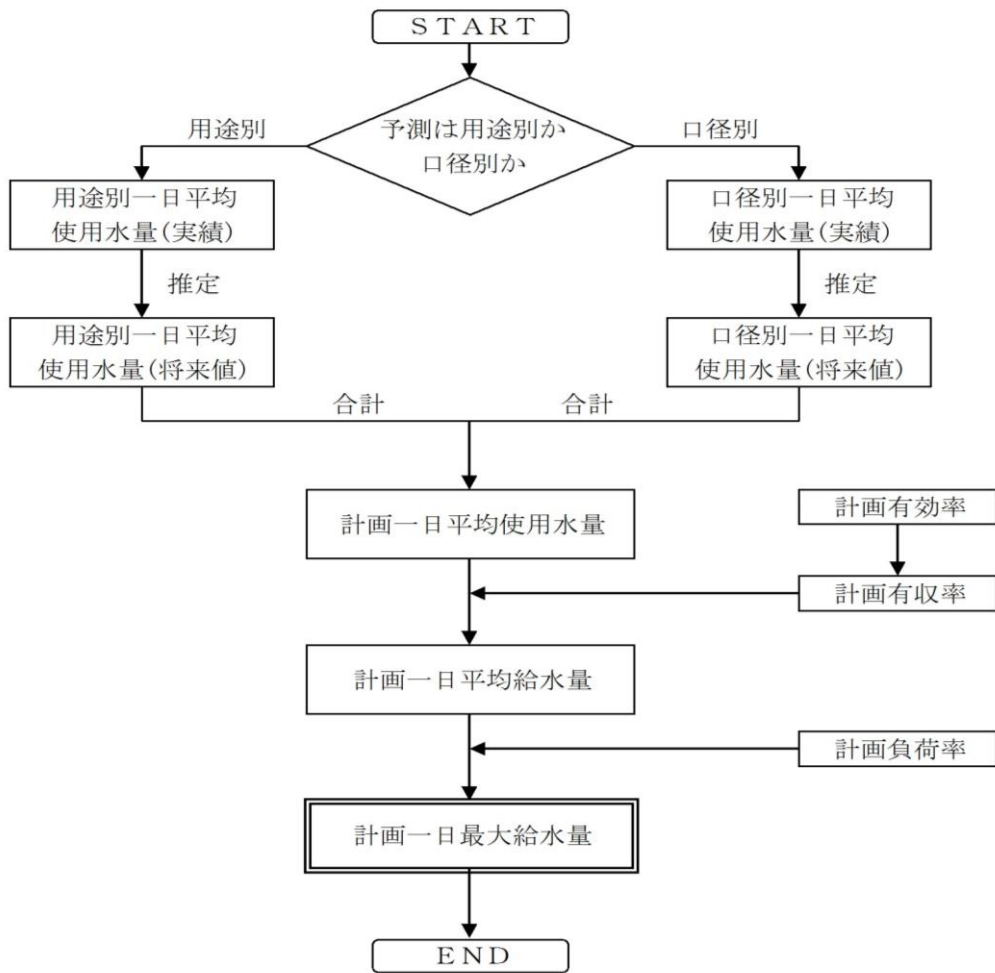 START
予測は用途別か
口径別か
用途別
口径別
用途別一日平均
使用水量(実績)
口径別一日平均
使用水量(実績)
推定
推定
用途別一日平均
使用水量(将来値)
口径別一日平均
使用水量(将来値)
合計
合計
計画一日平均使用水量
計画有効率
計画有収率
計画一日平均給水量
計画負荷率
計画一日最大給水量
END